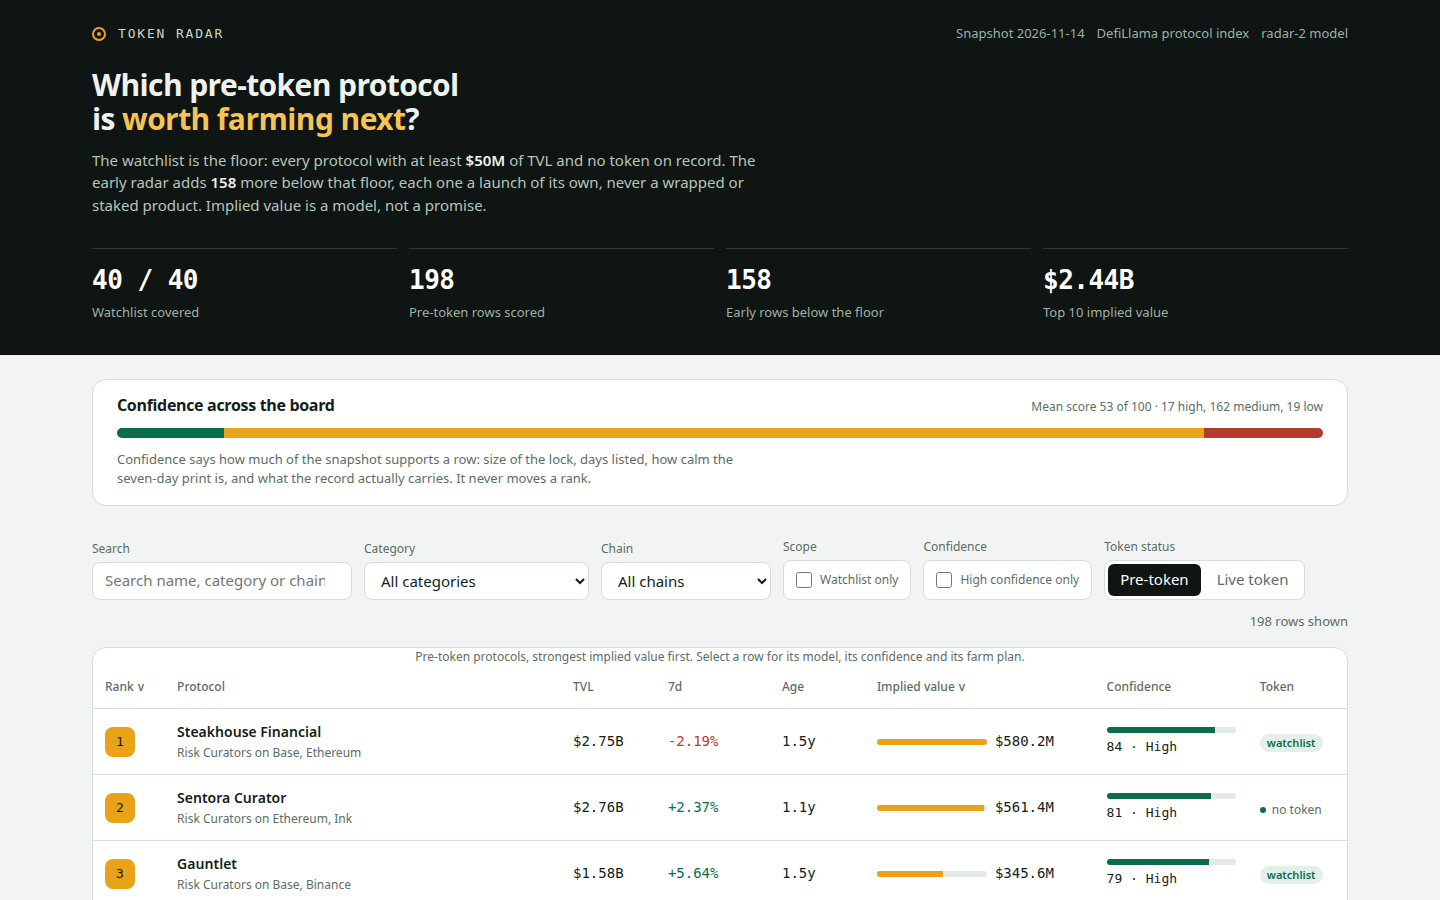 TOKEN RADAR
Snapshot 2026-11-14 DefiLlama protocol index radar-2 model
Which pre-token protocol
is worth farming next?
The watchlist is the floor: every protocol with at least $50M of TVL and no token on record. The
early radar adds 158 more below that floor, each one a launch of its own, never a wrapped or
staked product. Implied value is a model, not a promise.
40 / 40
Watchlist covered
198
Pre-token rows scored
158
Early rows below the floor
$2.44B
Top 10 implied value
Confidence across the board
Mean score 53 of 100 · 17 high, 162 medium, 19 low
Confidence says how much of the snapshot supports a row: size of the lock, days listed, how calm the
seven-day print is, and what the record actually carries. It never moves a rank.
Search
Category
Chain
Scope
Confidence
Token status
Search name, category or chain
All categories
All chains
Watchlist only
High confidence only
Pre-token
Live token
198 rows shown
Pre-token protocols, strongest implied value first. Select a row for its model, its confidence and its farm plan.
Rank v Protocol TVL 7d Age Implied value v Confidence Token
1 Steakhouse Financial $2.75B -2.19% 1.5y $580.2M 84 · High watchlist
Risk Curators on Base, Ethereum
2 Sentora Curator $2.76B +2.37% 1.1y $561.4M 81 · High no token
Risk Curators on Ethereum, Ink
3 Gauntlet $1.58B +5.64% 1.5y $345.6M 79 · High watchlist
Risk Curators on Base, Binance